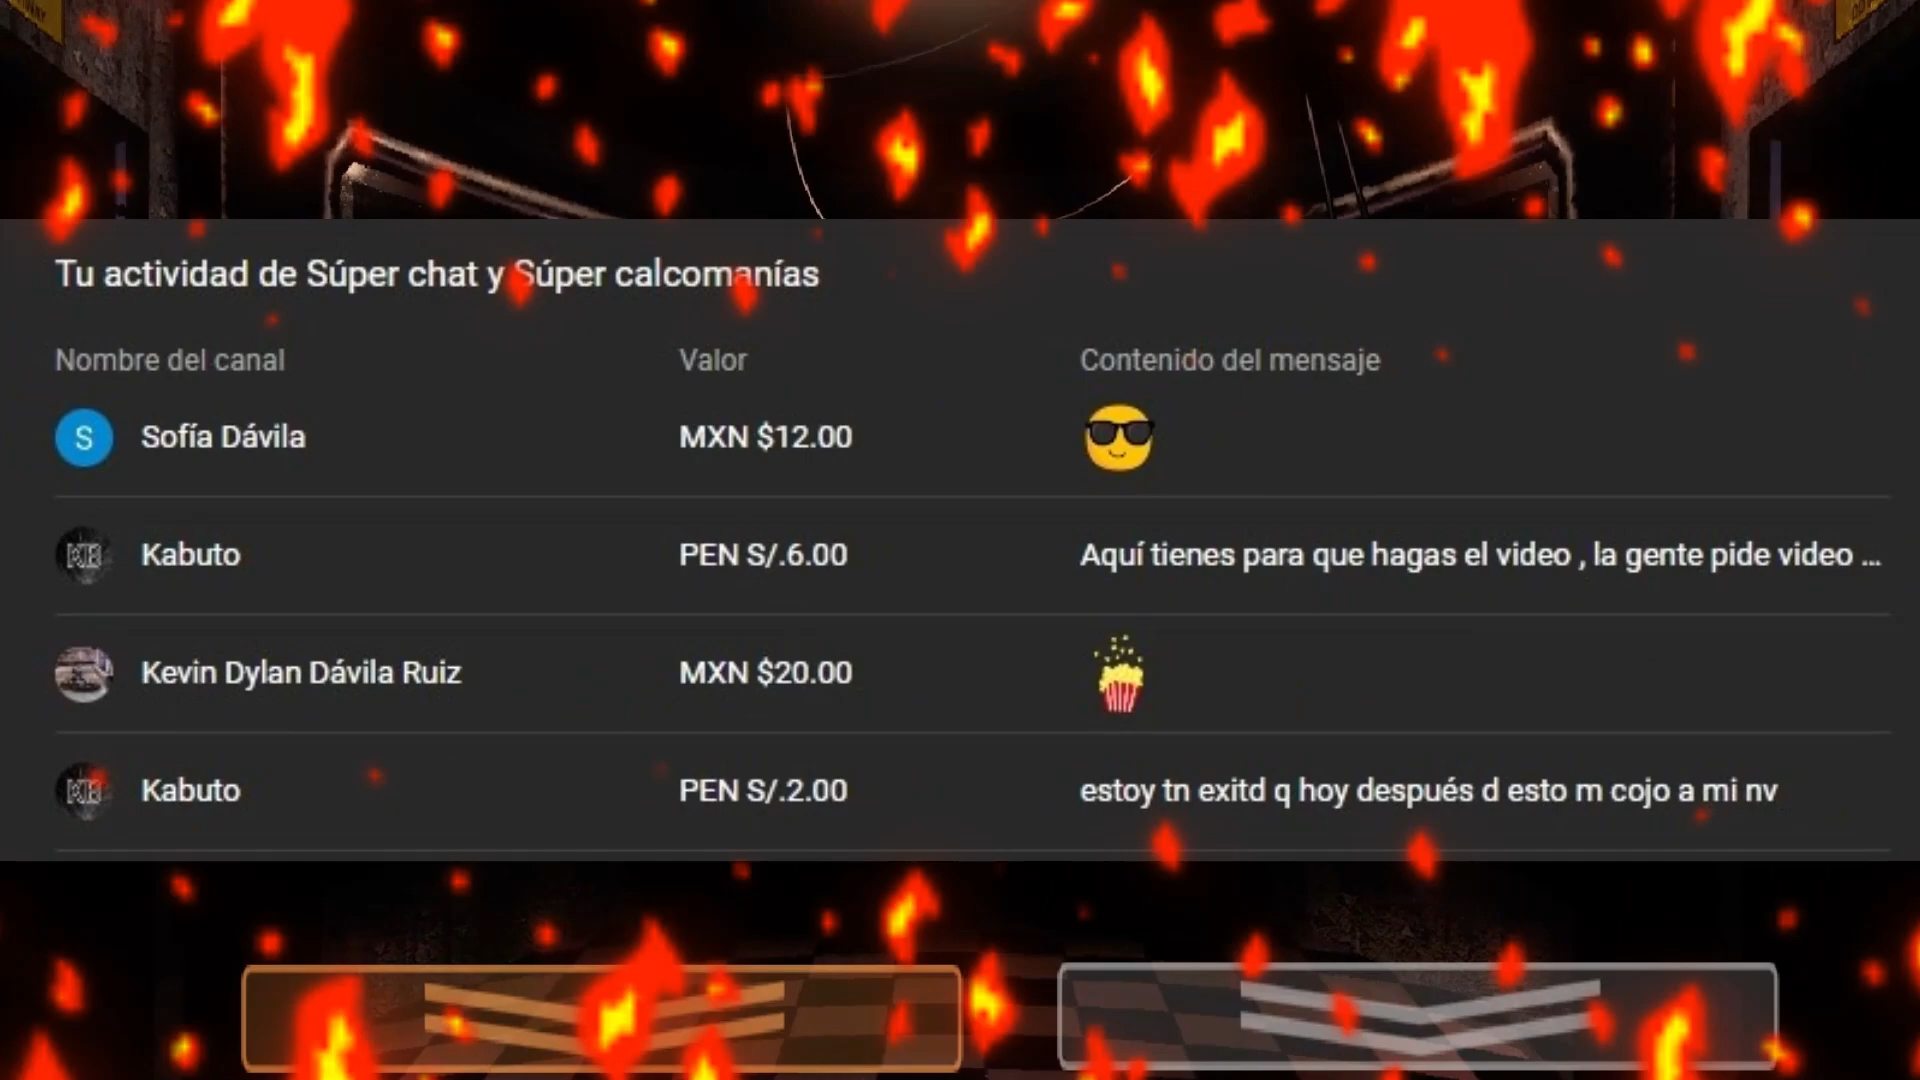 Tu actividad de Súper chat y Súper calcomanías
Nombre del canal Valor Contenido del mensaje
S Sofía Dávila MXN $12.00
KB Kabuto PEN S/.6.00 Aquí tienes para que hagas el video , la gente pide video ...
Kevin Dylan Dávila Ruiz MXN $20.00
KB Kabuto PEN S/.2.00 estoy tn exitd q hoy después d esto m cojo a mi nv